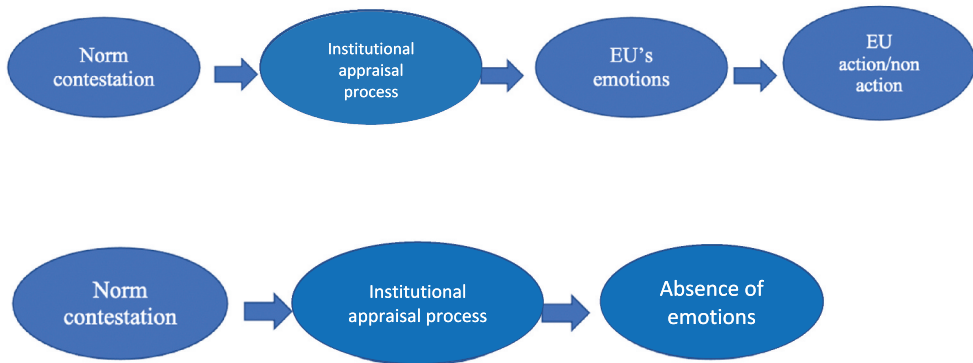 Norm
contestation
Institutional
appraisal
process
EU’s
emotions
EU
action/non
action
Norm
contestation
Institutional
appraisal process
Absence of
emotions